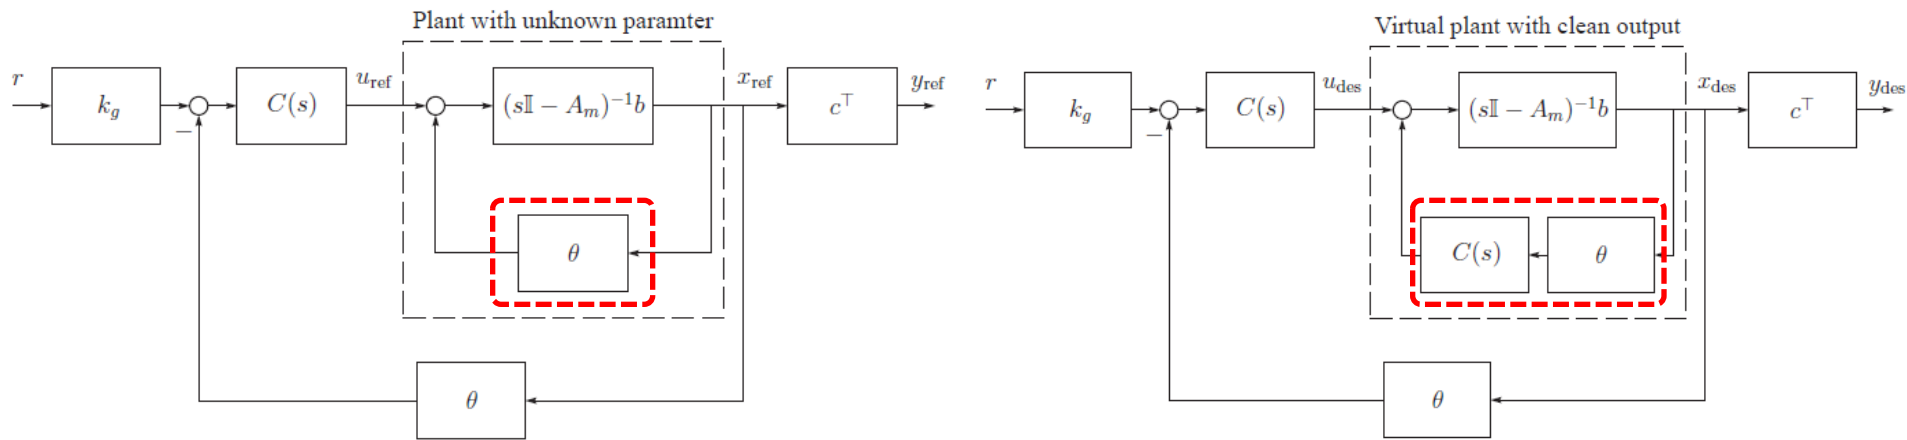 Plant with unknown paramter
r
k_g
−
C(s)
u_ref
(s𝕀 − A_m)^{−1}b
x_ref
c^⊤
y_ref
θ
θ
Virtual plant with clean output
r
k_g
−
C(s)
u_des
(s𝕀 − A_m)^{−1}b
x_des
c^⊤
y_des
C(s)
θ
θ